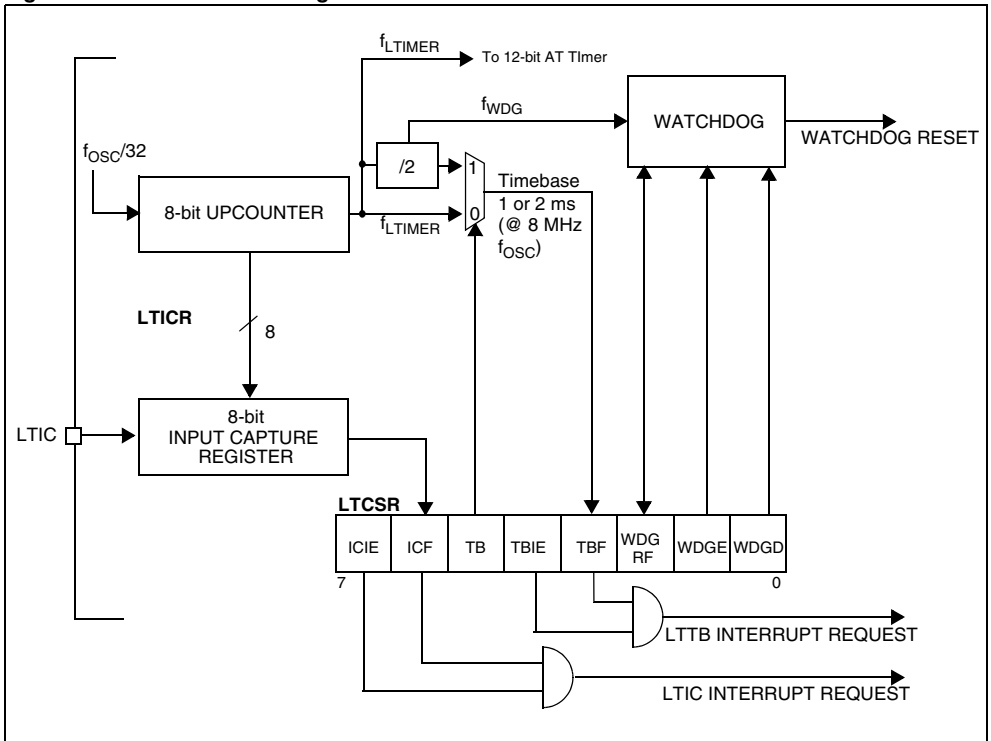 fLTIMER
To 12-bit AT TImer
fWDG
WATCHDOG
WATCHDOG RESET
fOSC/32
/2
1
0
Timebase
1 or 2 ms
(@ 8 MHz
fOSC)
8-bit UPCOUNTER
fLTIMER
LTICR
8
LTIC
8-bit
INPUT CAPTURE
REGISTER
LTCSR
ICIE ICF TB TBIE TBF WDG RF WDGE WDGD
7 0
LTTB INTERRUPT REQUEST
LTIC INTERRUPT REQUEST